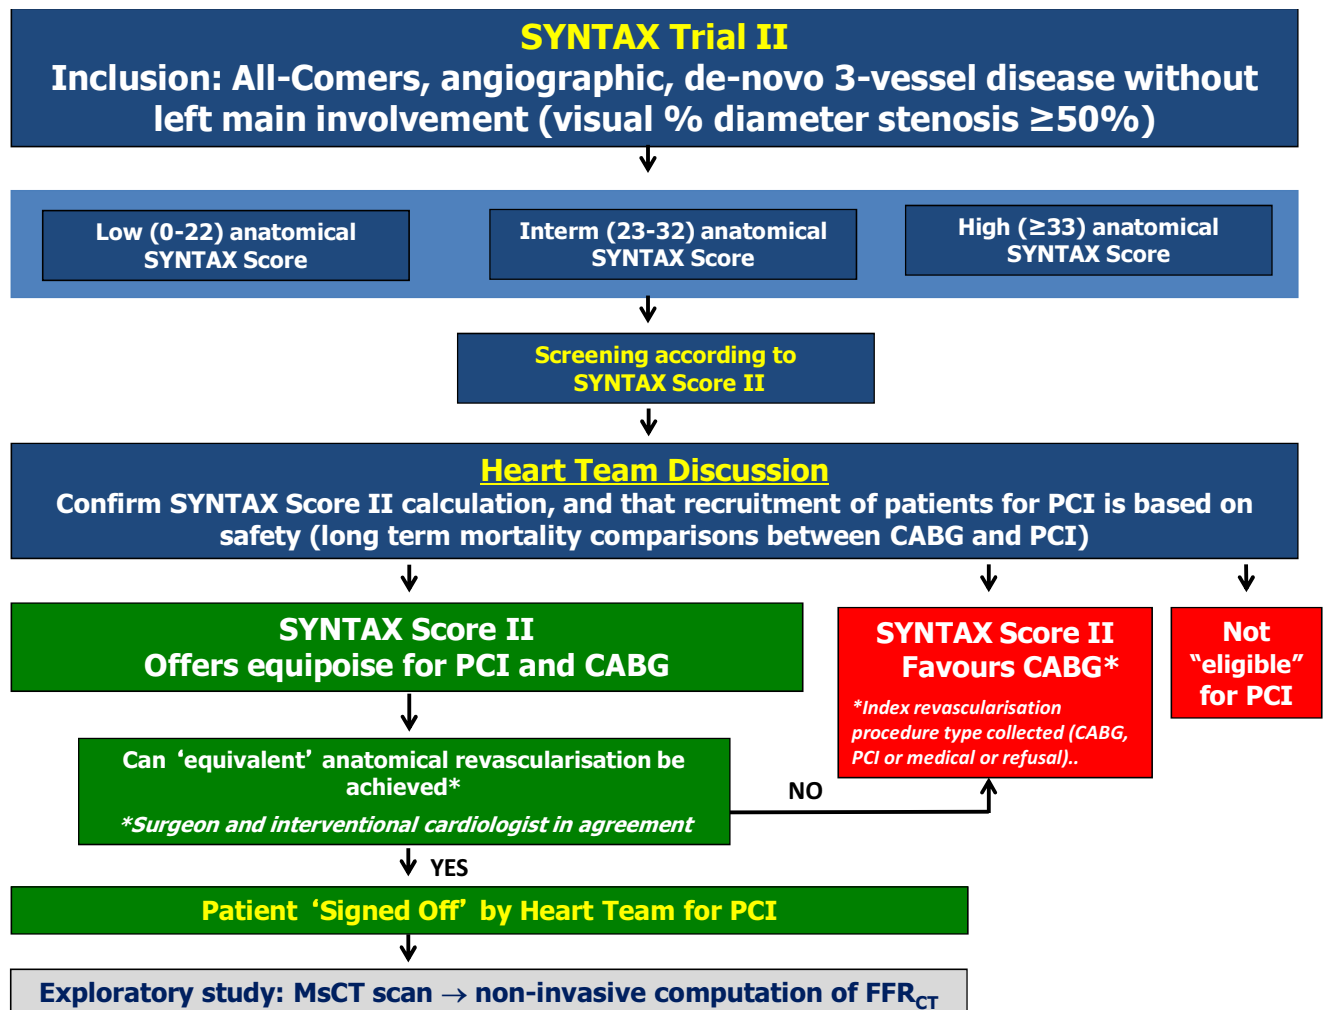 SYNTAX Trial II
Inclusion: All-Comers, angiographic, de-novo 3-vessel disease without
left main involvement (visual % diameter stenosis ≥50%)
Low (0-22) anatomical
SYNTAX Score
Interm (23-32) anatomical
SYNTAX Score
High (≥33) anatomical
SYNTAX Score
Screening according to
SYNTAX Score II
Heart Team Discussion
Confirm SYNTAX Score II calculation, and that recruitment of patients for PCI is based on
safety (long term mortality comparisons between CABG and PCI)
SYNTAX Score II
Offers equipoise for PCI and CABG
SYNTAX Score II
Favours CABG*
*Index revascularisation
procedure type collected (CABG,
PCI or medical or refusal)..
Not
“eligible”
for PCI
Can ‘equivalent’ anatomical revascularisation be
achieved*
*Surgeon and interventional cardiologist in agreement
NO
YES
Patient ‘Signed Off’ by Heart Team for PCI
Exploratory study: MsCT scan → non-invasive computation of FFRCT